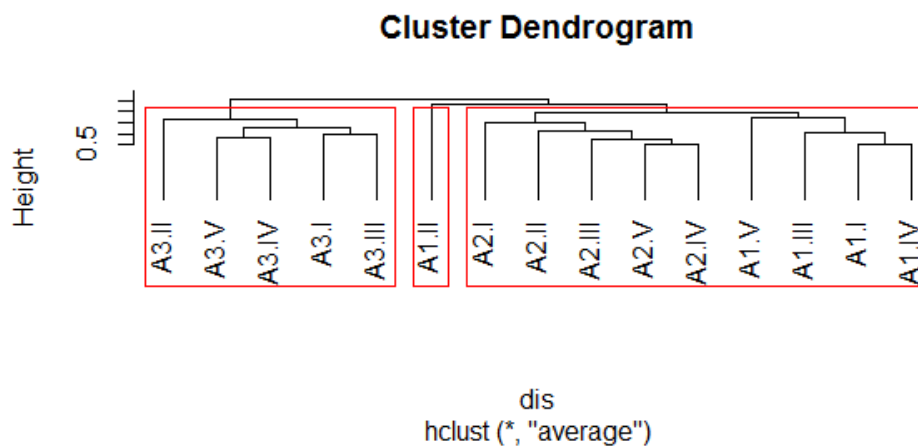 Cluster Dendrogram
Height
0.5
A3.II
A3.V
A3.IV
A3.I
A3.III
A1.II
A2.I
A2.II
A2.III
A2.V
A2.IV
A1.V
A1.III
A1.I
A1.IV
dis
hclust (*, "average")